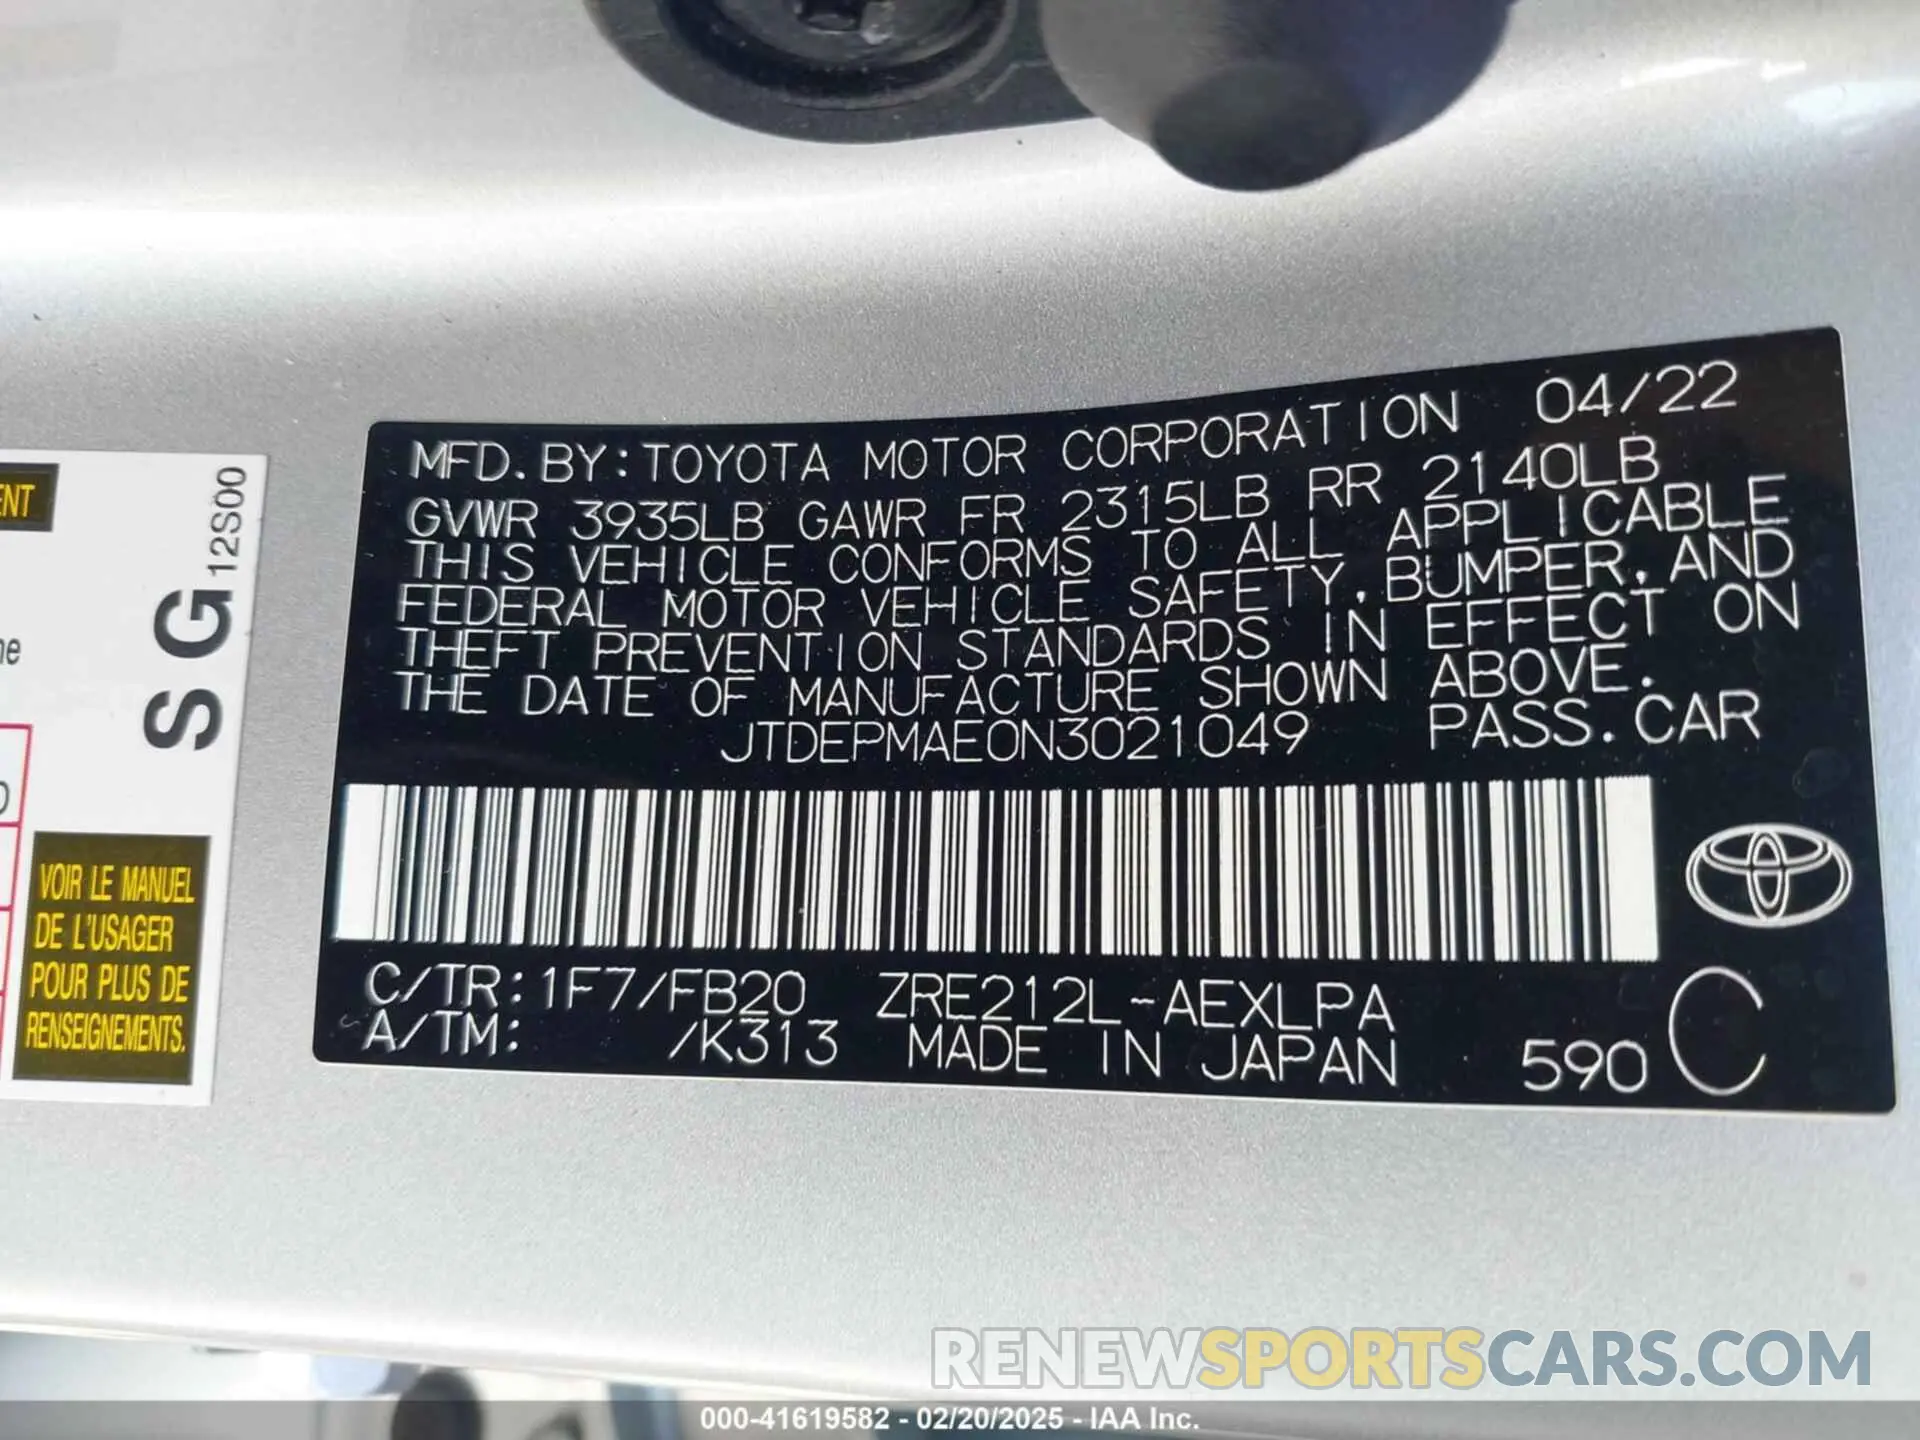 MFD.BY:TOYOTA MOTOR CORPORATION 04/22
GVWR 3935LB GAWR FR 2315LB RR 2140LB
THIS VEHICLE CONFORMS TO ALL APPLICABLE
FEDERAL MOTOR VEHICLE SAFETY,BUMPER,AND
THEFT PREVENTION STANDARDS IN EFFECT ON
THE DATE OF MANUFACTURE SHOWN ABOVE.
JTDEPMAE0N3021049 PASS.CAR
C/TR:1F7/FB20 ZRE212L-AEXLPA
A/TM: /K313 MADE IN JAPAN 590 C
SG12S00
VOIR LE MANUEL
DE L'USAGER
POUR PLUS DE
RENSEIGNEMENTS.
RENEWSPORTSCARS.COM
000-41619582 - 02/20/2025 - IAA Inc.